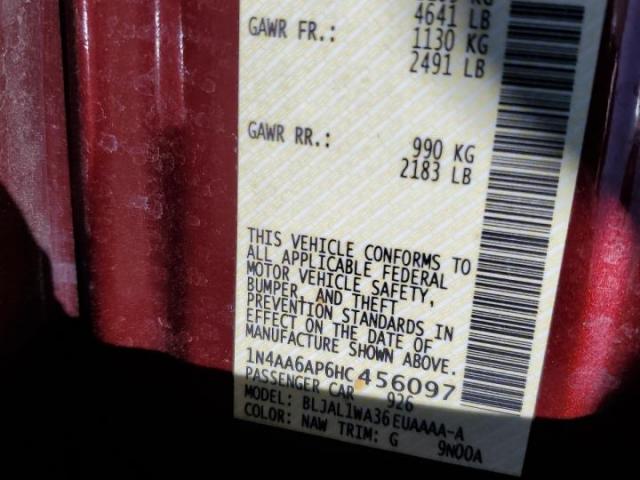 4641 LB
GAWR FR.: 1130 KG
2491 LB
GAWR RR.: 990 KG
2183 LB
THIS VEHICLE CONFORMS TO
ALL APPLICABLE FEDERAL
MOTOR VEHICLE SAFETY,
BUMPER, AND THEFT
PREVENTION STANDARDS IN
EFFECT ON THE DATE OF
MANUFACTURE SHOWN ABOVE.
1N4AA6AP6HC456097
PASSENGER CAR 926
MODEL: BLJAL1WA36EUAAAA-A
COLOR: NAW TRIM: G 9N00A